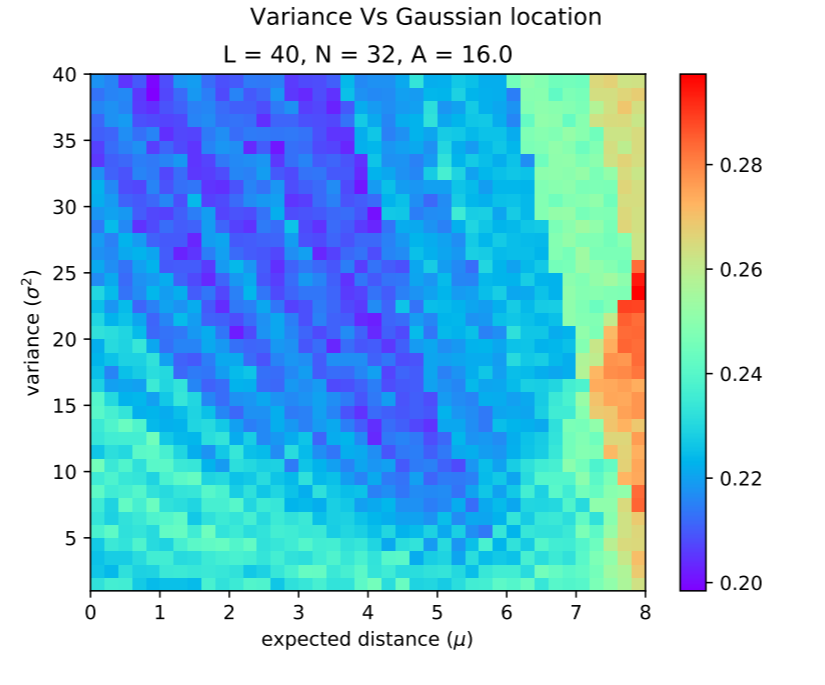 Variance Vs Gaussian location
L = 40, N = 32, A = 16.0
40
35
30
25
20
15
10
5
variance (σ²)
0 1 2 3 4 5 6 7 8
expected distance (μ)
0.28
0.26
0.24
0.22
0.20